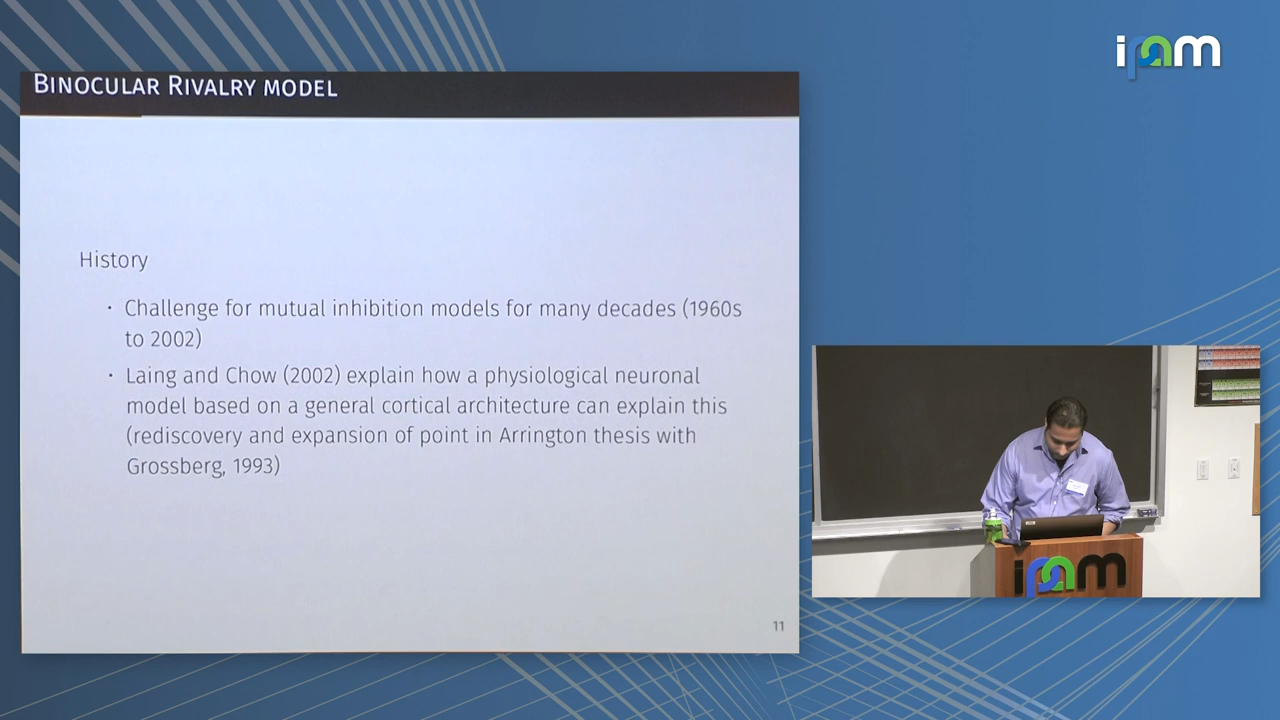 ipam
BINOCULAR RIVALRY MODEL
History
· Challenge for mutual inhibition models for many decades (1960s
to 2002)
· Laing and Chow (2002) explain how a physiological neuronal
model based on a general cortical architecture can explain this
(rediscovery and expansion of point in Arrington thesis with
Grossberg, 1993)
11
ipam